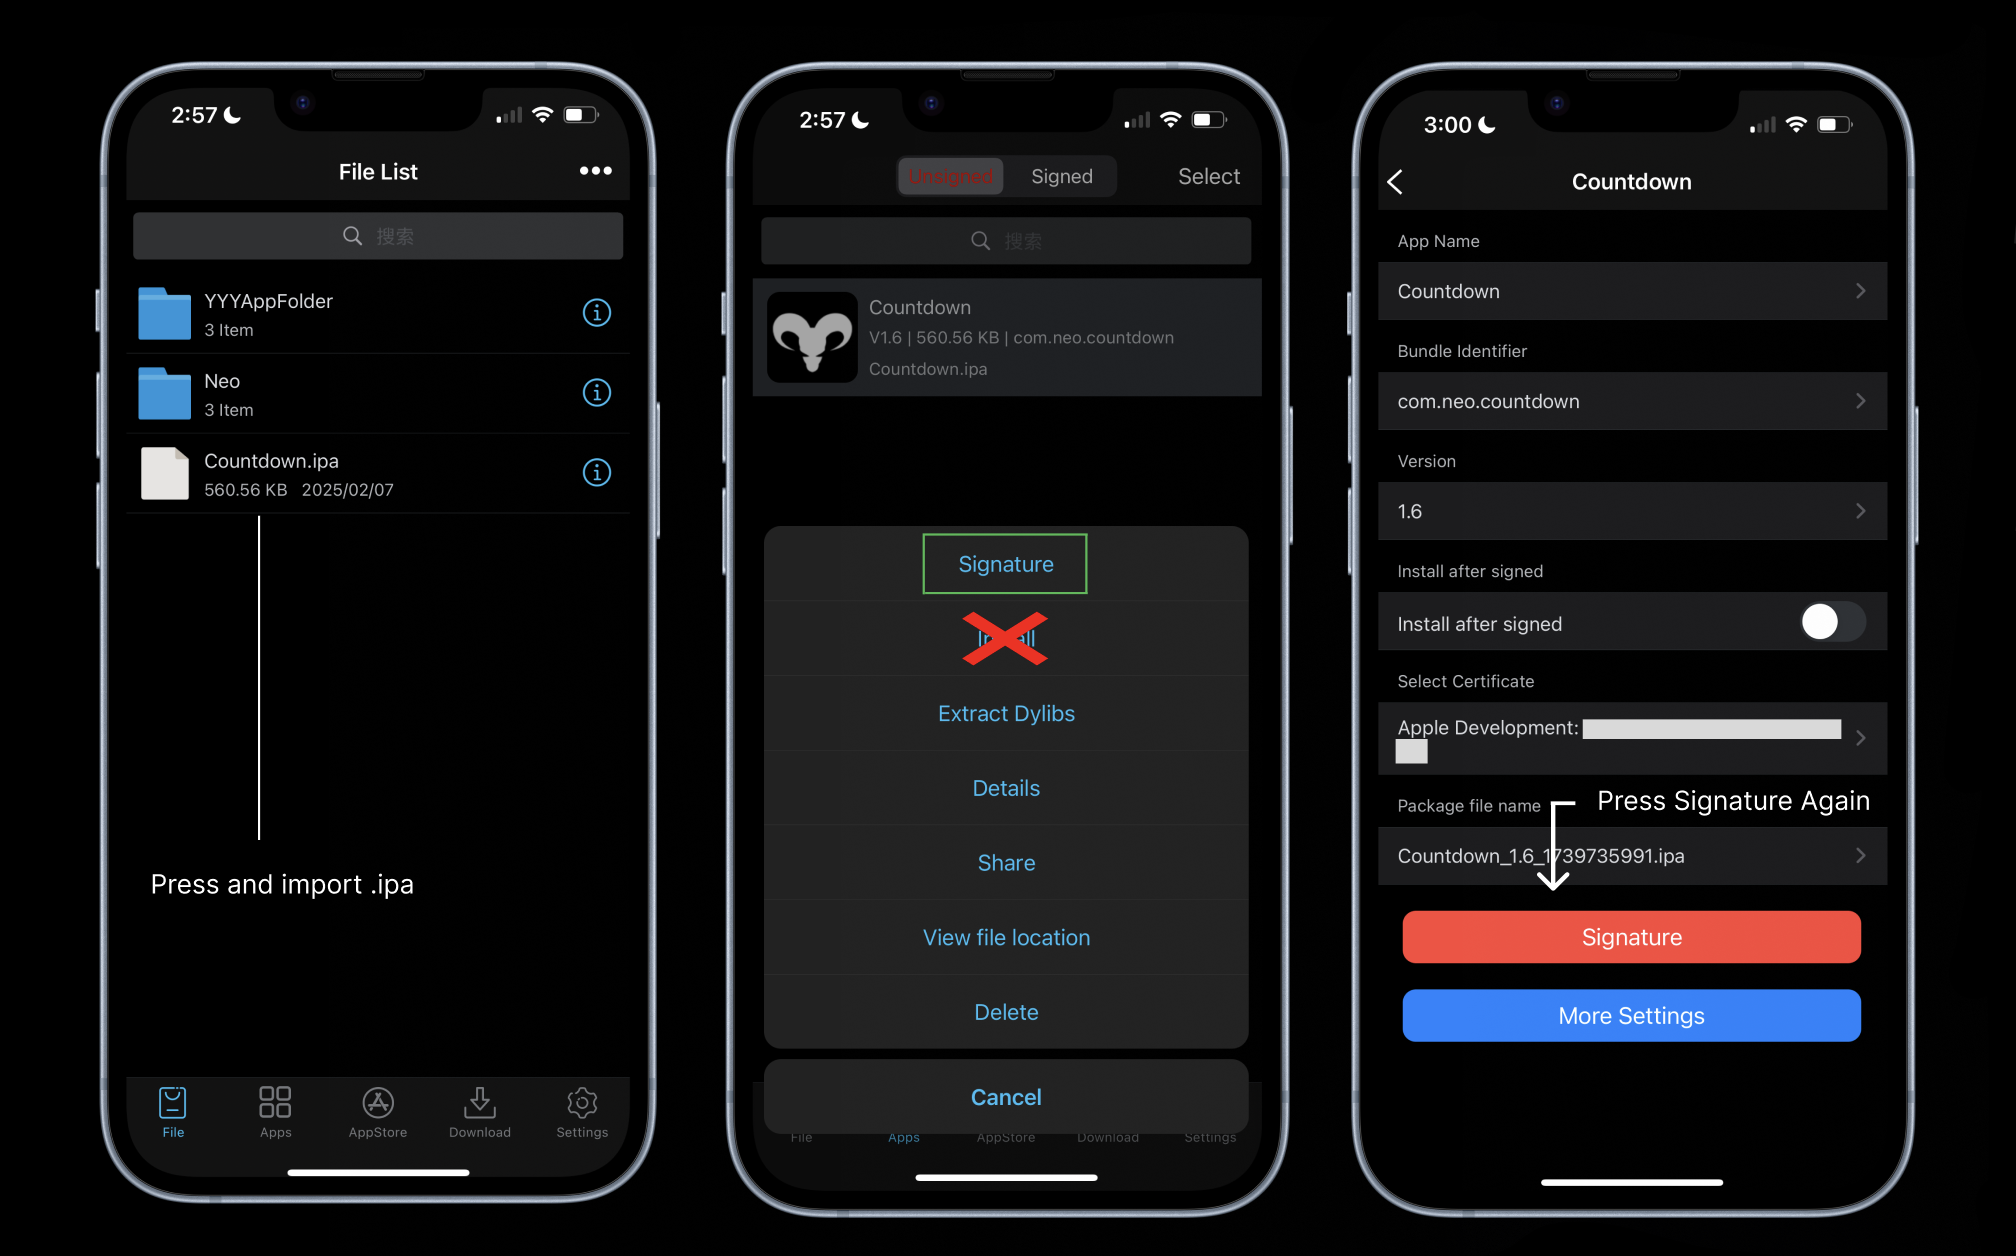 2:57
File List
搜索
YYYAppFolder
3 Item
Neo
3 Item
Countdown.ipa
560.56 KB 2025/02/07
Press and import .ipa
File
Apps
AppStore
Download
Settings
2:57
Unsigned
Signed
Select
搜索
Countdown
V1.6 | 560.56 KB | com.neo.countdown
Countdown.ipa
Signature
Extract Dylibs
Details
Share
View file location
Delete
Cancel
File
Apps
AppStore
Download
Settings
3:00
Countdown
App Name
Countdown
Bundle Identifier
com.neo.countdown
Version
1.6
Install after signed
Install after signed
Select Certificate
Apple Development:
Package file name
Press Signature Again
Countdown_1.6_1739735991.ipa
Signature
More Settings